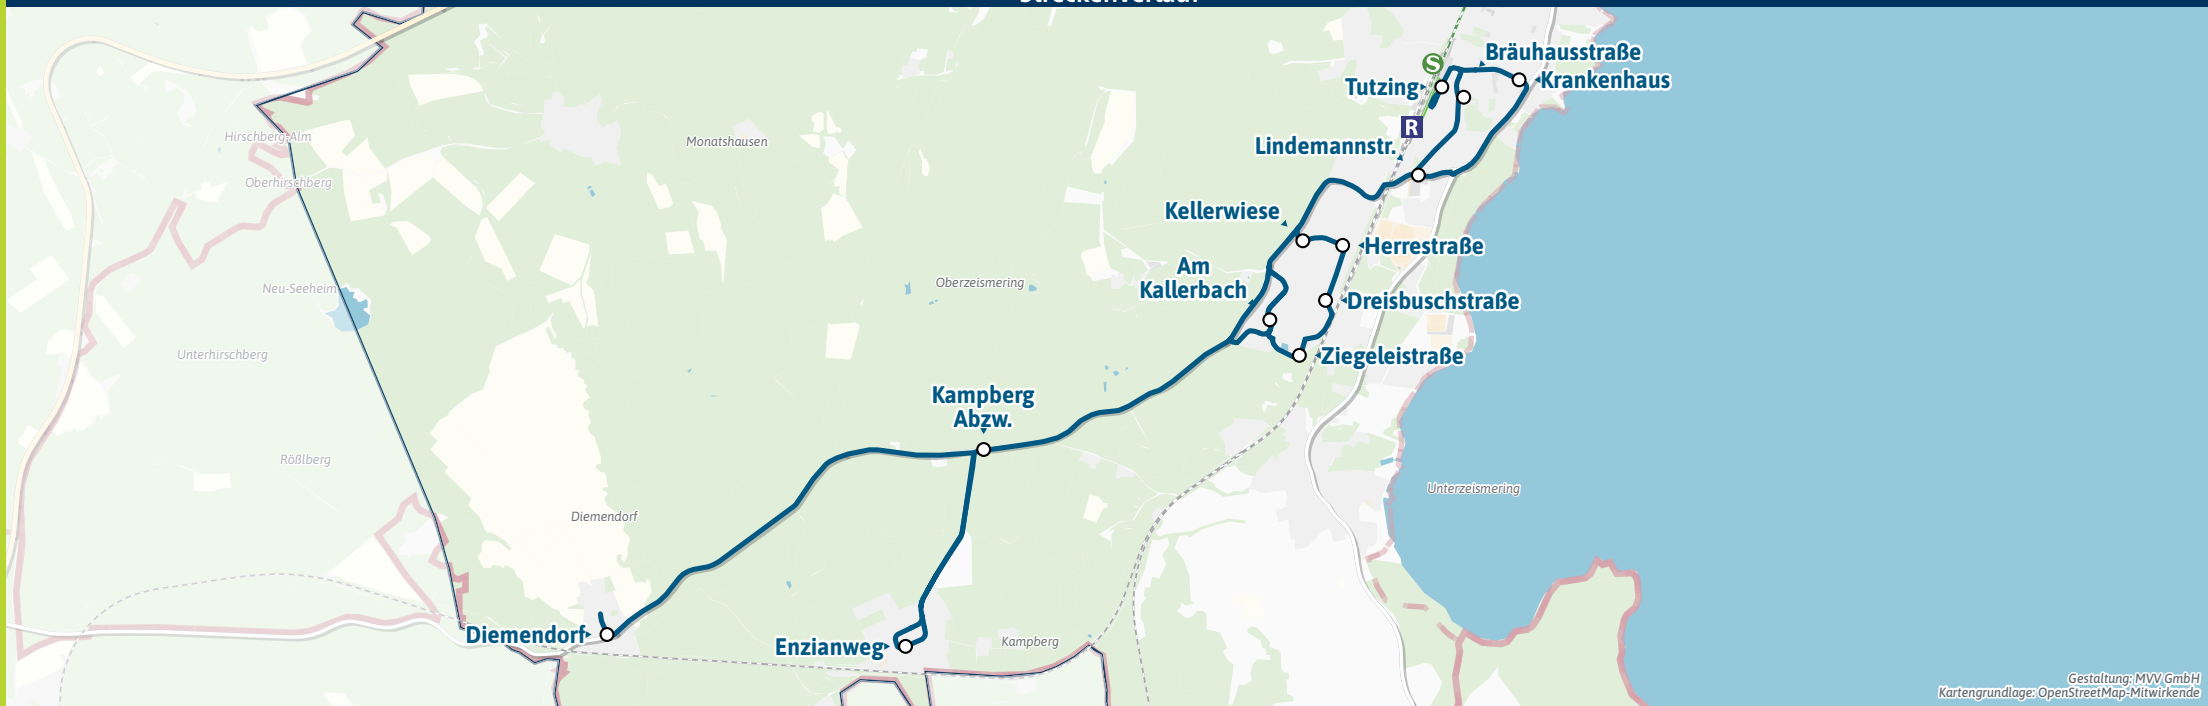 Streckenverlauf
Bräuhausstraße
Krankenhaus
Tutzing
S
R
Lindemannstr.
Hirschberg-Alm
Monatshausen
Oberhirschberg
Kellerwiese
Herrestraße
Am
Kallerbach
Oberzeismering
Neu-Seeheim
Dreisbuschstraße
Unterhirschberg
Ziegeleistraße
Kampberg
Abzw.
Rößlberg
Unterzeismering
Diemendorf
Diemendorf
Enzianweg
Kampberg
Gestaltung: MVV GmbH
Kartengrundlage: OpenStreetMap-Mitwirkende